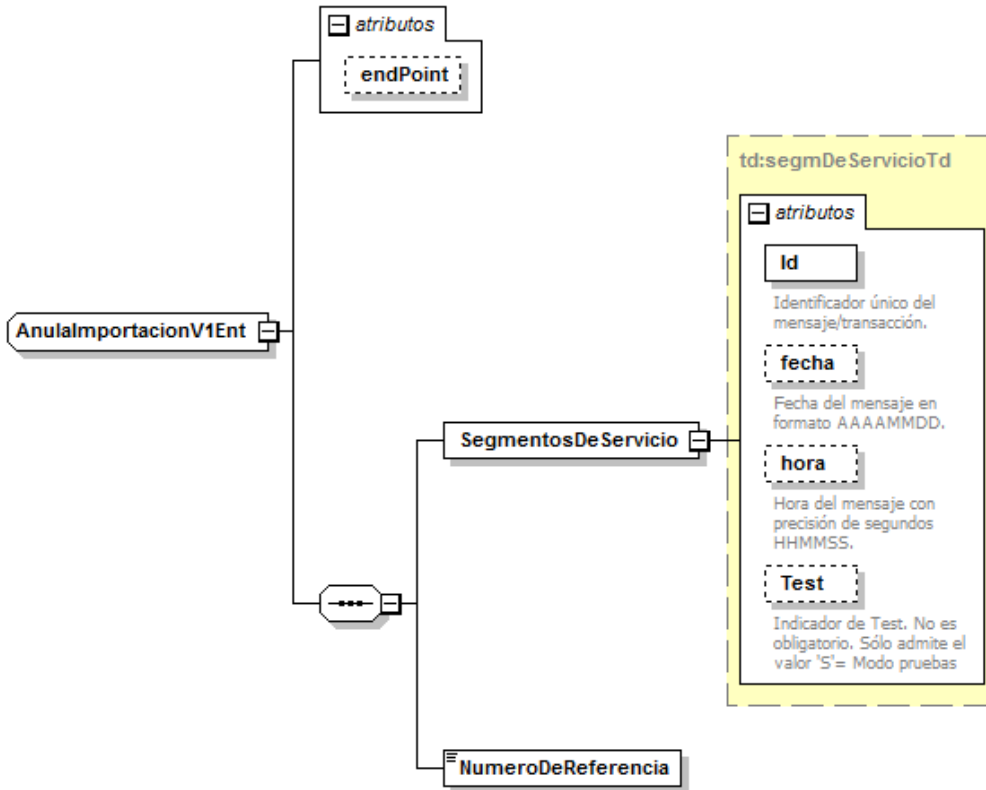 atributos
endPoint
td:segmDeServicioTd
atributos
Id
Identificador único del
mensaje/transacción.
fecha
Fecha del mensaje en
formato AAAAMMDD.
hora
Hora del mensaje con
precisión de segundos
HHMMSS.
Test
Indicador de Test. No es
obligatorio. Sólo admite el
valor 'S'= Modo pruebas
AnulaImportacionV1Ent
SegmentosDeServicio
NumeroDeReferencia